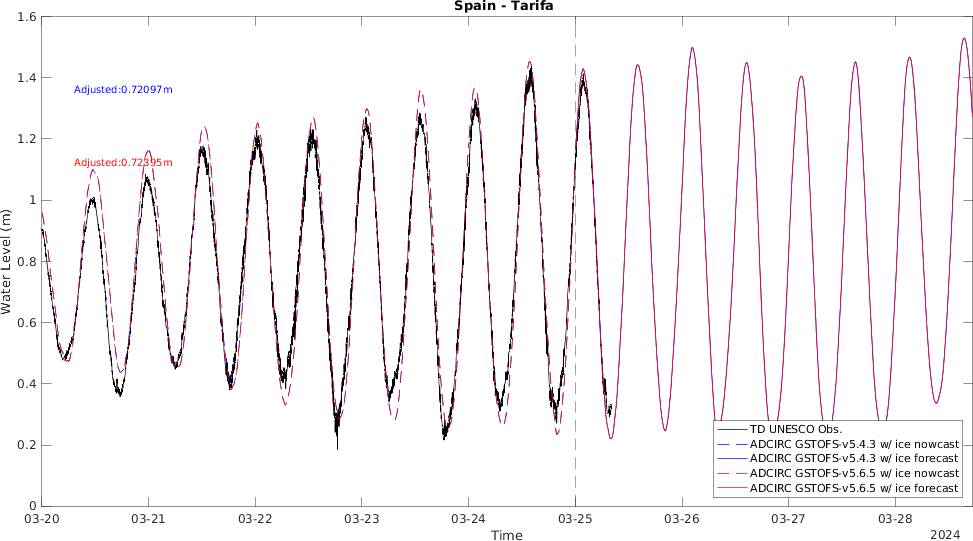 Spain - Tarifa
1.6
1.4
1.2
1
0.8
0.6
0.4
0.2
0
Water Level (m)
Adjusted:0.72097m
Adjusted:0.72395m
TD UNESCO Obs.
ADCIRC GSTOFS-v5.4.3 w/ ice nowcast
ADCIRC GSTOFS-v5.4.3 w/ ice forecast
ADCIRC GSTOFS-v5.6.5 w/ ice nowcast
ADCIRC GSTOFS-v5.6.5 w/ ice forecast
03-20 03-21 03-22 03-23 03-24 03-25 03-26 03-27 03-28
Time
2024